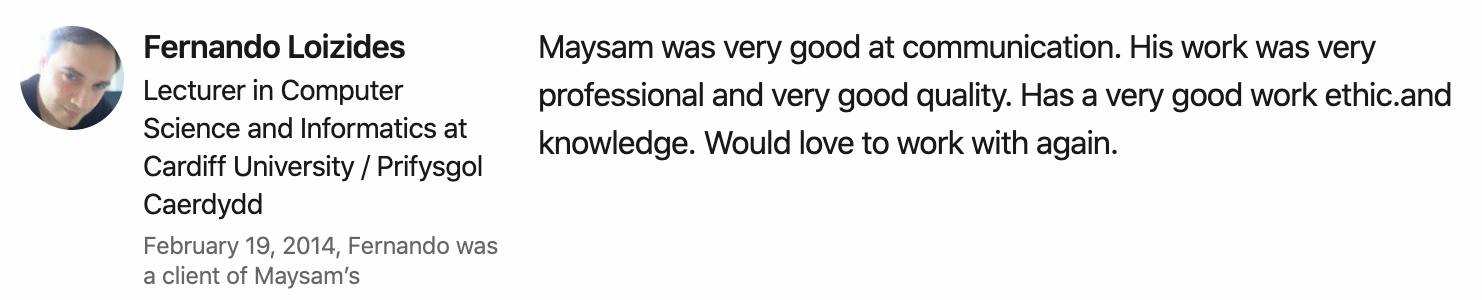 Fernando Loizides
Lecturer in Computer
Science and Informatics at
Cardiff University / Prifysgol
Caerdydd
February 19, 2014, Fernando was
a client of Maysam’s
Maysam was very good at communication. His work was very
professional and very good quality. Has a very good work ethic.and
knowledge. Would love to work with again.